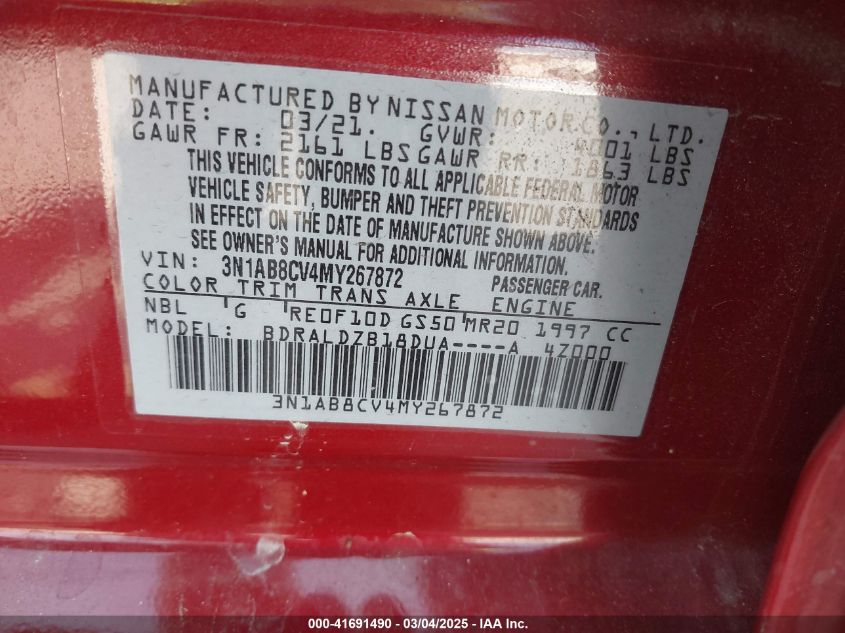 MANUFACTURED BY NISSAN MOTOR CO., LTD.
DATE: 03/21. GVWR: 4001 LBS
GAWR FR: 2161 LBS GAWR RR: 1863 LBS
THIS VEHICLE CONFORMS TO ALL APPLICABLE FEDERAL MOTOR
VEHICLE SAFETY, BUMPER AND THEFT PREVENTION STANDARDS
IN EFFECT ON THE DATE OF MANUFACTURE SHOWN ABOVE.
SEE OWNER'S MANUAL FOR ADDITIONAL INFORMATION.
VIN: 3N1AB8CV4MY267872 PASSENGER CAR.
COLOR TRIM TRANS AXLE ENGINE
NBL G RE0F10D GS50 MR20 1997 CC
MODEL: BDRALDZB18DUA----A 4Z000
3N1AB8CV4MY267872
000-41691490 - 03/04/2025 - IAA Inc.